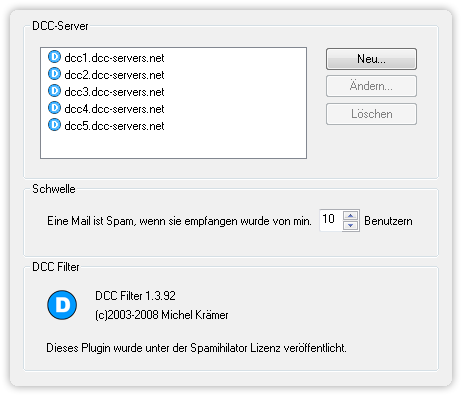 DCC-Server
D dcc1.dcc-servers.net
D dcc2.dcc-servers.net
D dcc3.dcc-servers.net
D dcc4.dcc-servers.net
D dcc5.dcc-servers.net
Neu...
Ändern...
Löschen
Schwelle
Eine Mail ist Spam, wenn sie empfangen wurde von min. 10 Benutzern
DCC Filter
D
DCC Filter 1.3.92
(c)2003-2008 Michel Krämer
Dieses Plugin wurde unter der Spamihilator Lizenz veröffentlicht.